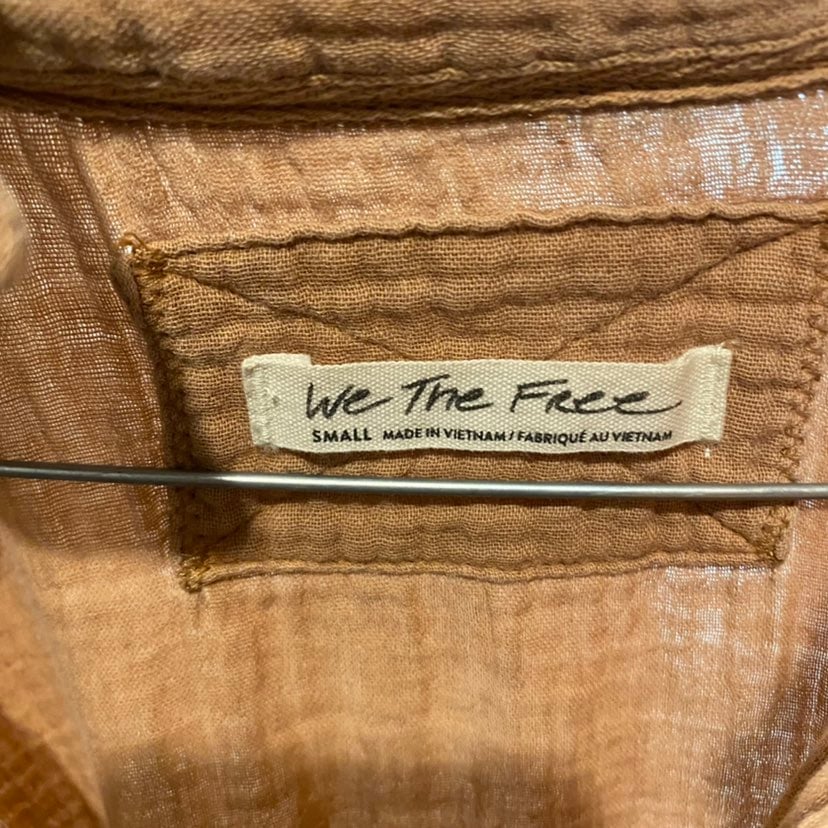 We The Free
SMALL MADE IN VIETNAM / FABRIQUÉ AU VIETNAM